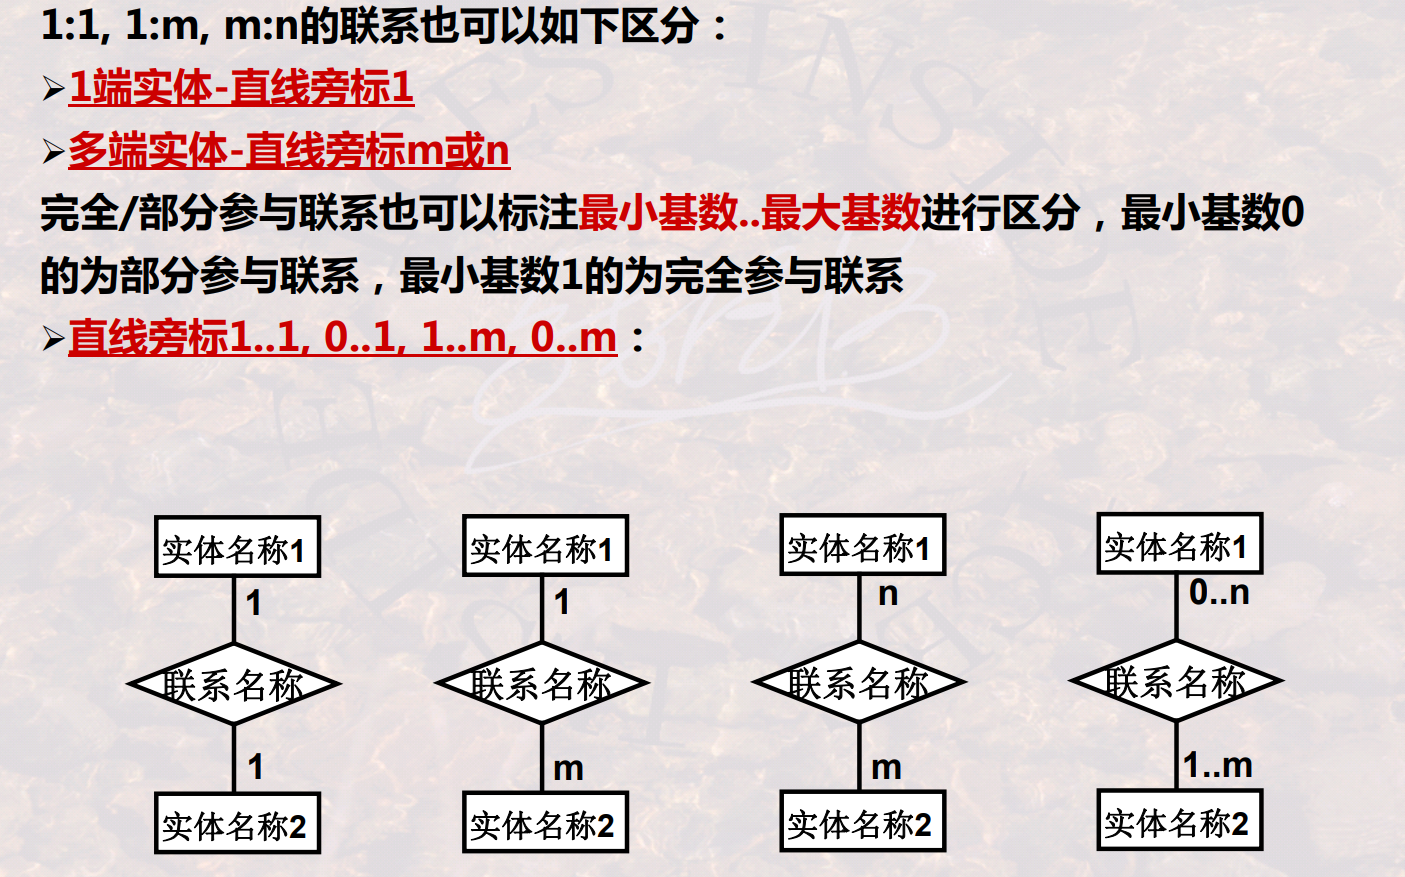 1:1, 1:m, m:n的联系也可以如下区分：
➢1端实体-直线旁标1
➢多端实体-直线旁标m或n
完全/部分参与联系也可以标注最小基数..最大基数进行区分，最小基数0
的为部分参与联系，最小基数1的为完全参与联系
➢直线旁标1..1, 0..1, 1..m, 0..m：
实体名称1
实体名称1
实体名称1
实体名称1
1
1
n
0..n
联系名称
联系名称
联系名称
联系名称
1
m
m
1..m
实体名称2
实体名称2
实体名称2
实体名称2